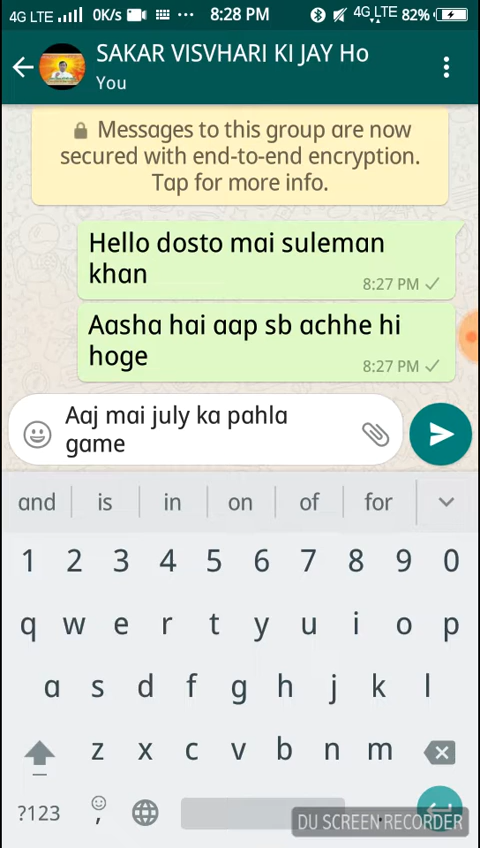 4G LTE 0K/s ... 8:28 PM 4G LTE 82%
SAKAR VISVHARI KI JAY Ho
You
Messages to this group are now
secured with end-to-end encryption.
Tap for more info.
Hello dosto mai suleman
khan
8:27 PM
Aasha hai aap sb achhe hi
hoge
8:27 PM
Aaj mai july ka pahla
game
and is in on of for
1 2 3 4 5 6 7 8 9 0
q w e r t y u i o p
a s d f g h j k l
z x c v b n m
?123 , .
DU SCREEN RECORDER